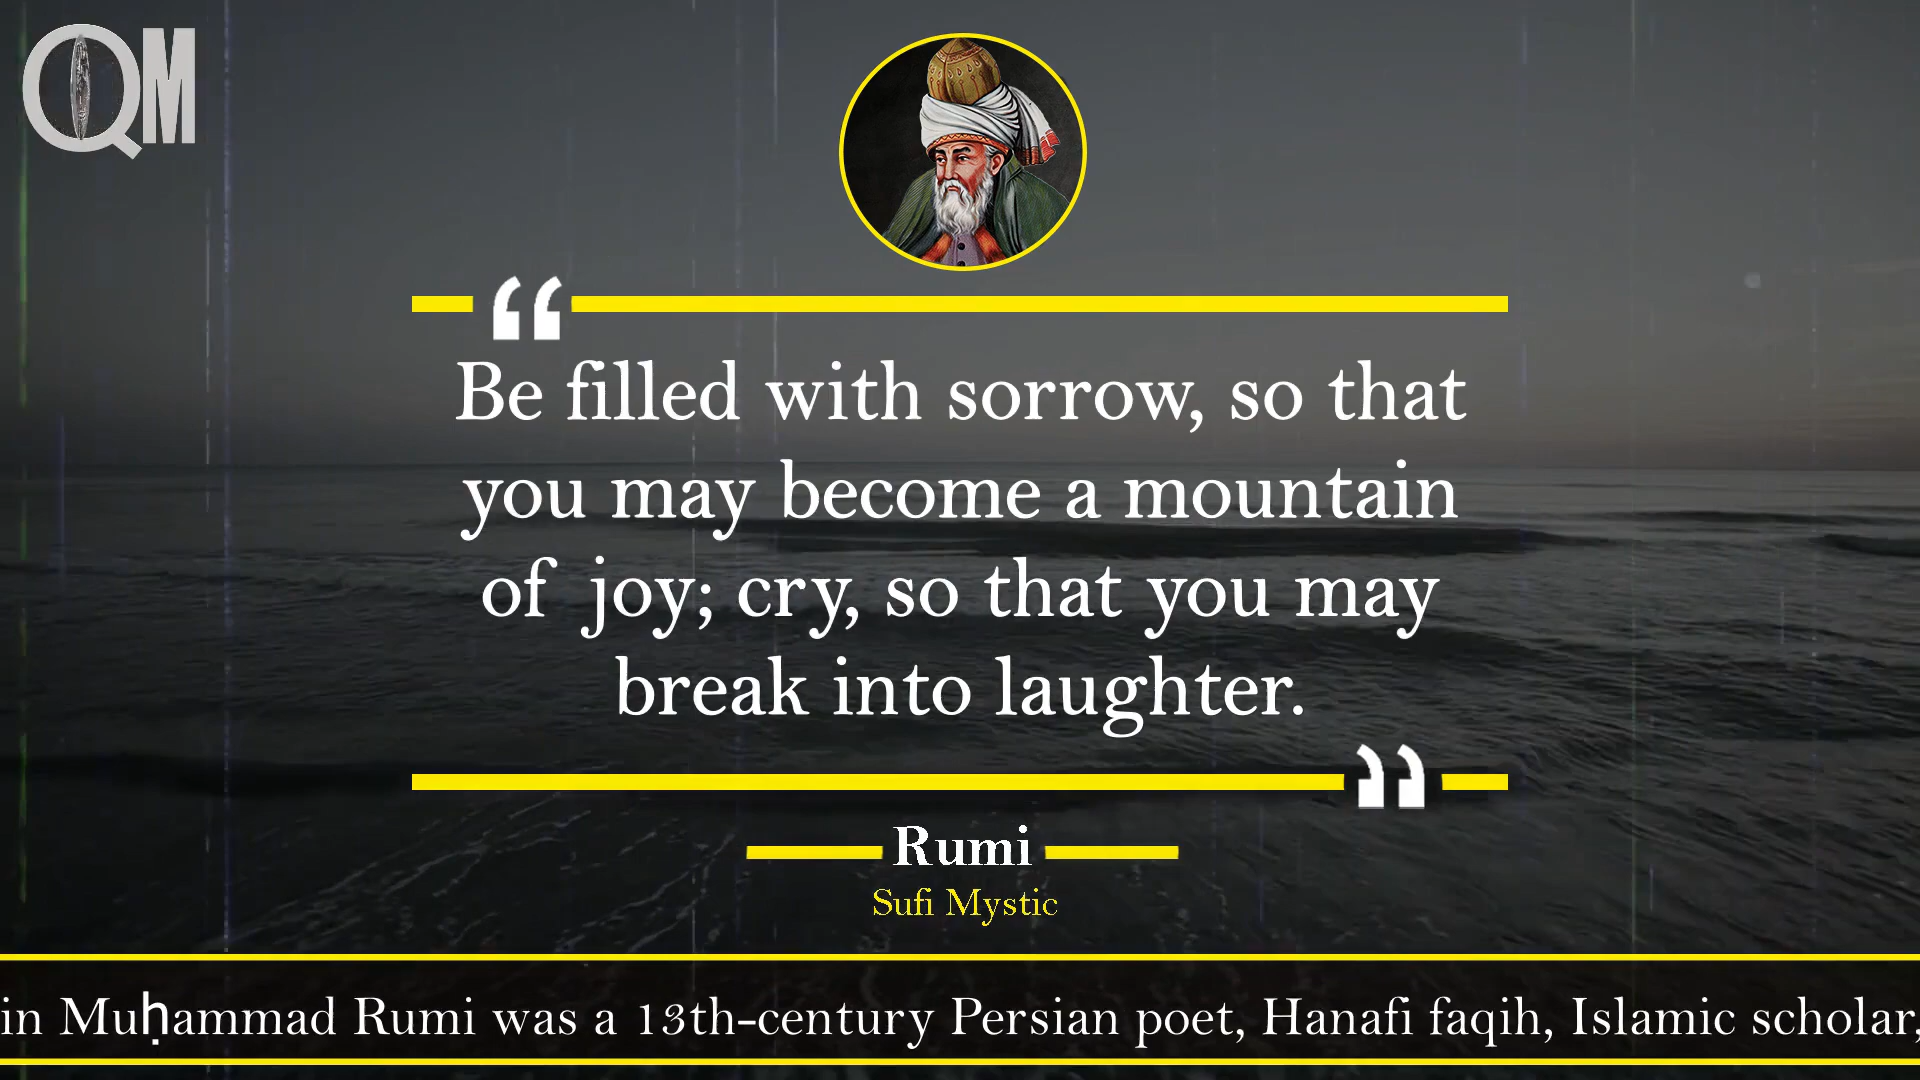 QM
“
Be filled with sorrow, so that
you may become a mountain
of joy; cry, so that you may
break into laughter.
”
Rumi
Sufi Mystic
in Muḥammad Rumi was a 13th-century Persian poet, Hanafi faqih, Islamic scholar,